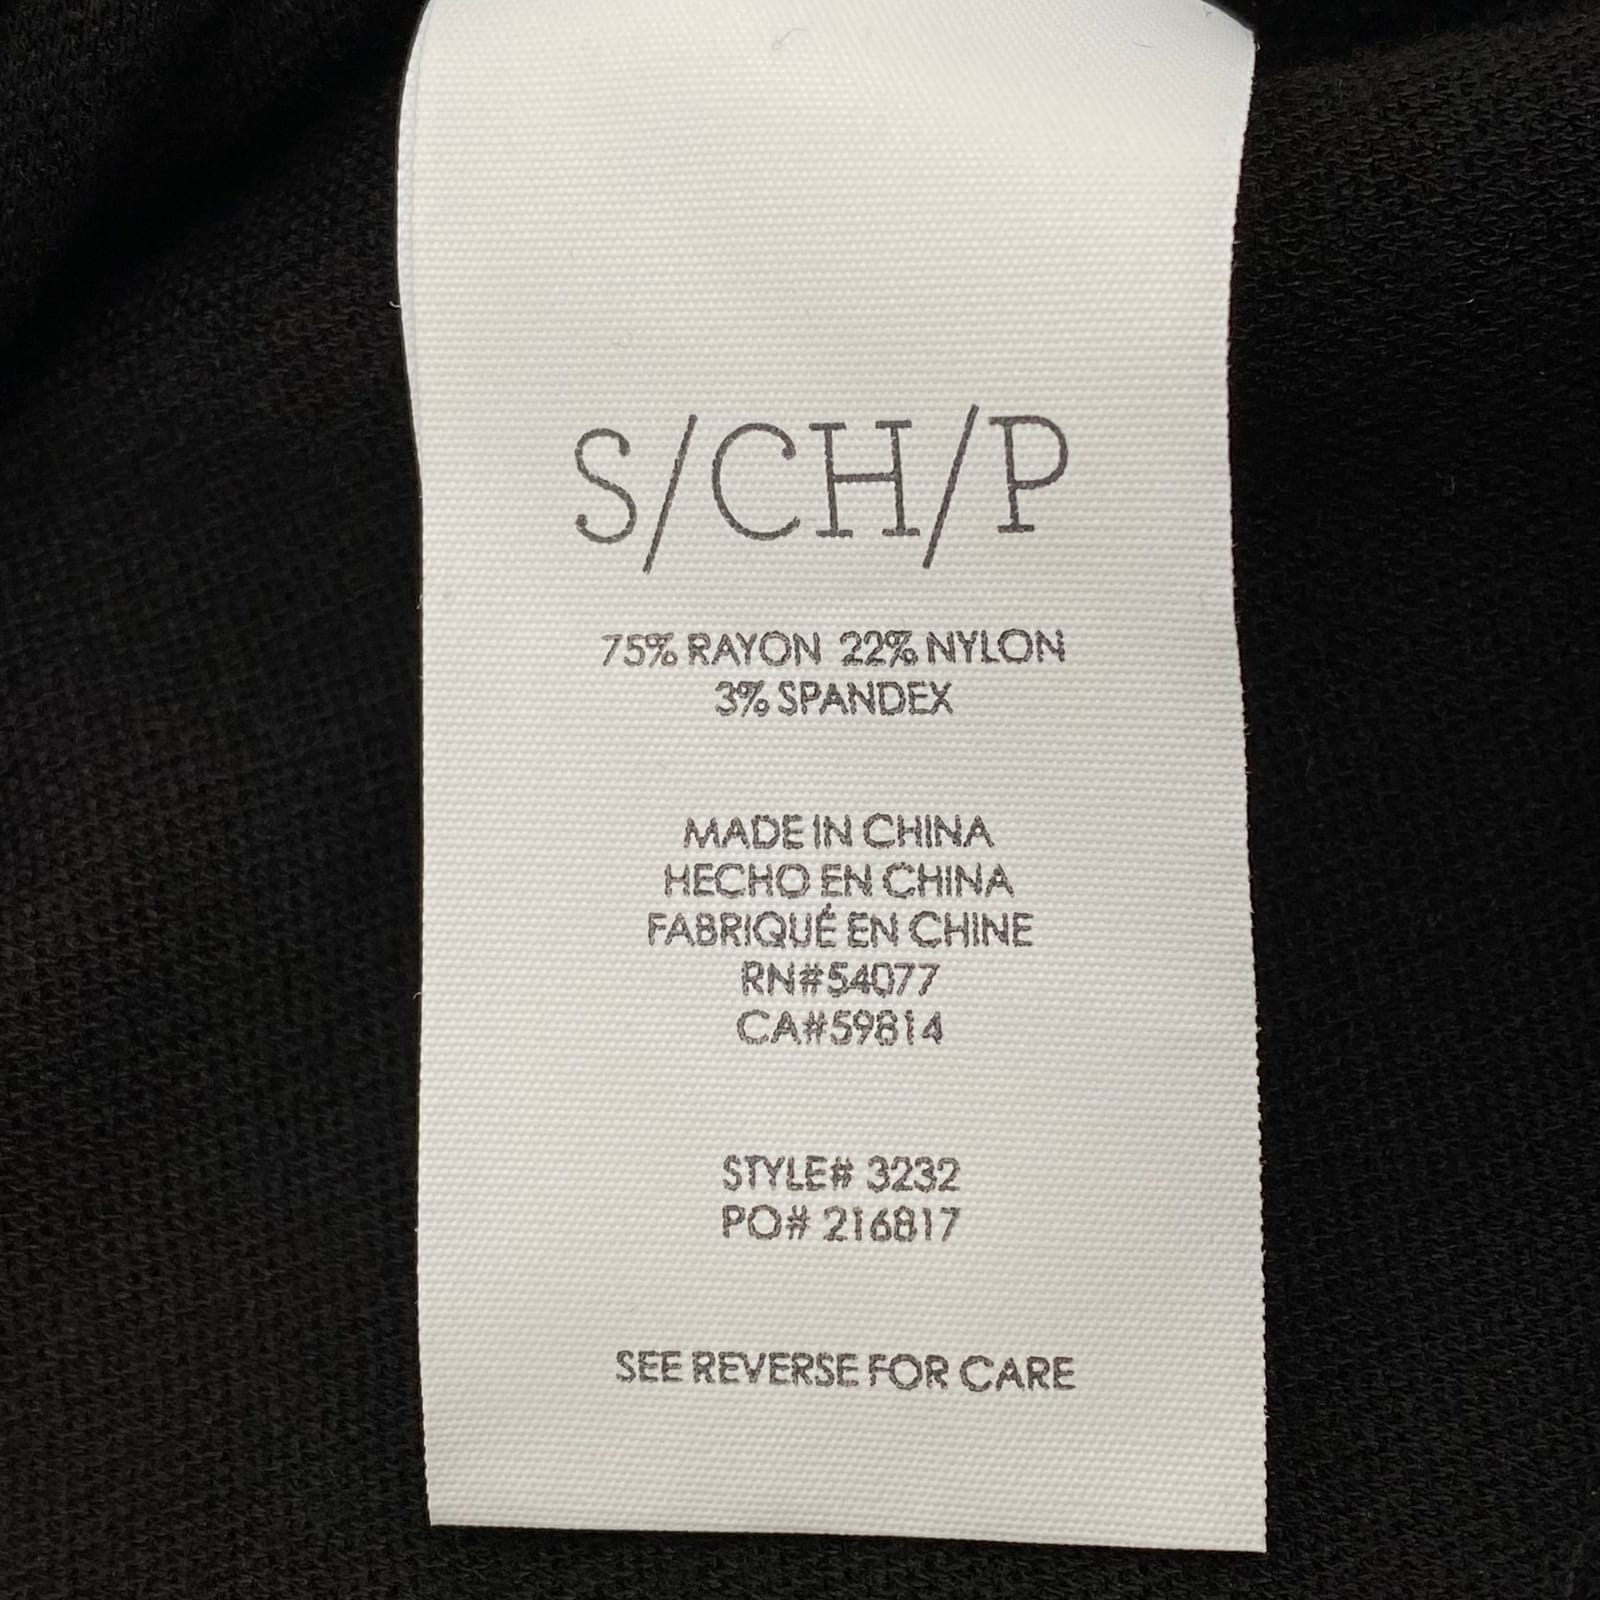 S/CH/P
75% RAYON 22% NYLON
3% SPANDEX
MADE IN CHINA
HECHO EN CHINA
FABRIQUÉ EN CHINE
RN#54077
CA#59814
STYLE# 3232
PO# 216817
SEE REVERSE FOR CARE